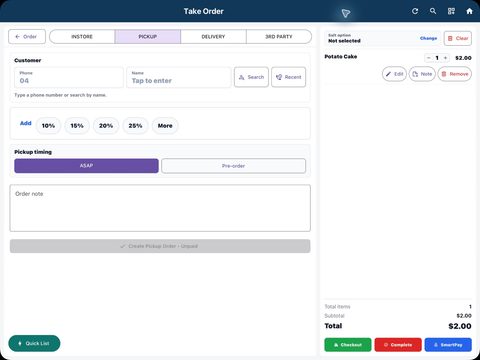 Take Order
Order
INSTORE
PICKUP
DELIVERY
3RD PARTY
Customer
Phone
04
Name
Tap to enter
Search
Recent
Type a phone number or search by name.
Add
10%
15%
20%
25%
More
Pickup timing
ASAP
Pre-order
Order note
Create Pickup Order • Unpaid
Quick List
Salt option
Not selected
Change
Clear
Potato Cake
1
$2.00
Edit
Note
Remove
Total items 1
Subtotal $2.00
Total $2.00
Checkout
Complete
SmartPay